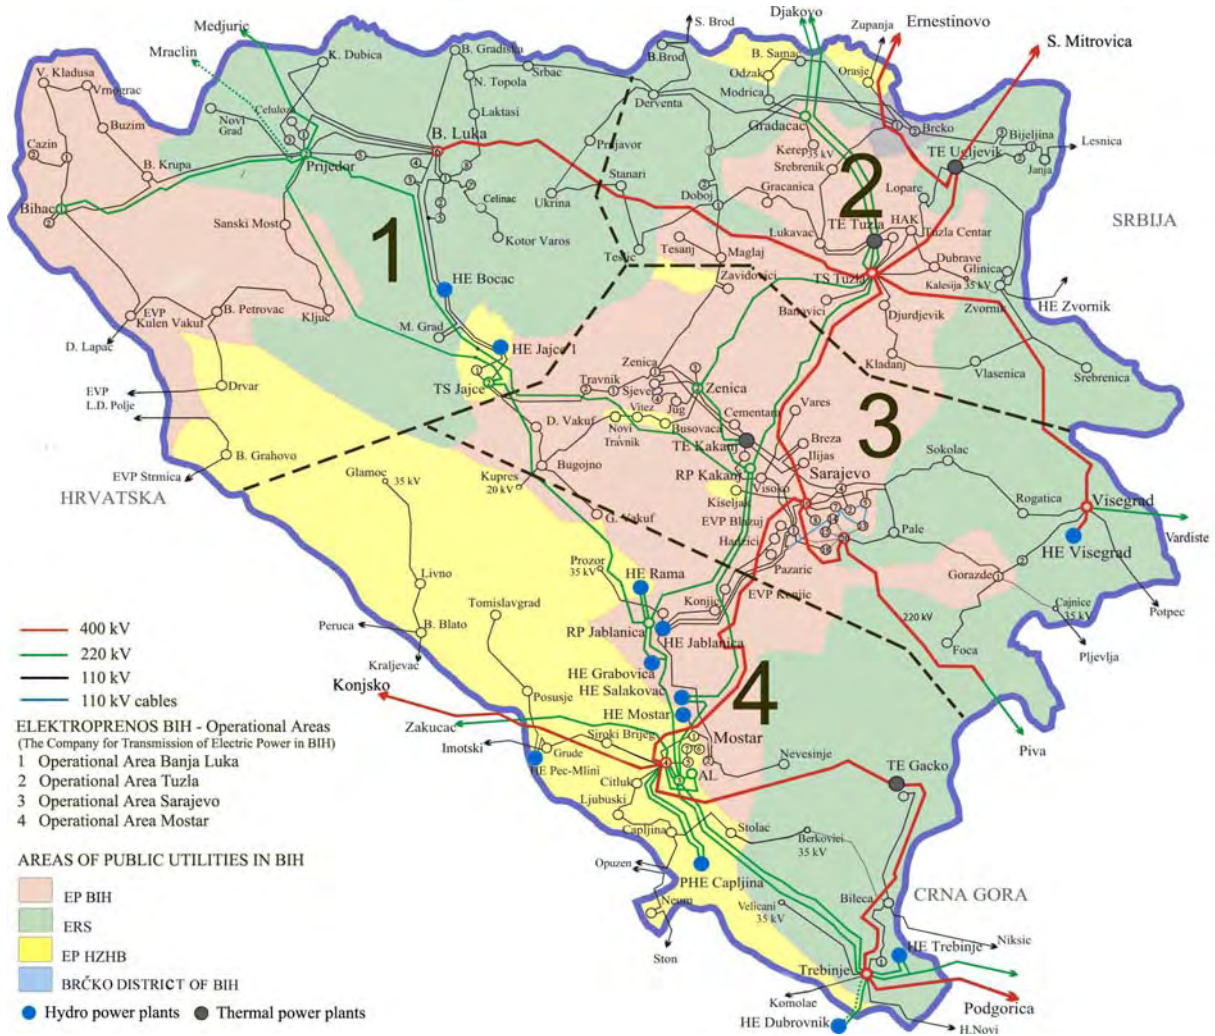 Medjuric
Mraclin
V. Kladusa
Vrnograc
Buzim
Cazin
Bihac
B. Krupa
Novi
Grad
Celuloza
K. Dubica
Prijedor
Sanski Most
B. Gradiska
N. Topola
Srbac
Laktasi
B. Luka
Celinac
Kotor Varos
Ukrina
Prnjavor
Stanari
Teslic
Derventa
B.Brod
S. Brod
Djakovo
B. Samac
Odzak
Modrica
Gradacac
Kerep
35 kV
Srebrenik
Gracanica
Doboj
Lukavac
Zupanja
Orasje
Ernestinovo
S. Mitrovica
Brcko
Bijeljina
Lesnica
Janja
TE Ugljevik
Lopare
HAK
Tuzla Centar
TE Tuzla
TS Tuzla
Dubrave
Kalesija 35 kV
Glinica
Zvornik
HE Zvornik
SRBIJA
Banovici
Djurdjevik
Kladanj
Vlasenica
Srebrenica
Tesanj
Maglaj
Zavidovici
1
2
3
4
HE Bocac
M. Grad
HE Jajce 1
TS Jajce
EVP
Kulen Vakuf
B. Petrovac
Kljuc
D. Lapac
Drvar
EVP
L.D. Polje
B. Grahovo
EVP Strmica
HRVATSKA
Glamoc
35 kV
Livno
B. Blato
Peruca
Kraljevac
Tomislavgrad
Posusje
Travnik
Sjever
Zenica
Jug
Zenica
D. Vakuf
Novi
Travnik
Vitez
Busovaca
Bugojno
Kupres
20 kV
G. Vakuf
Cementara
TE Kakanj
RP Kakanj
Vares
Breza
Ilijas
Visoko
Kiseljak
Sarajevo
EVP Blazuj
Hadzici
Pazaric
EVP Konjic
Konjic
Sokolac
Rogatica
Visegrad
HE Visegrad
Vardiste
Pale
Gorazde
Cajnice
35 kV
Potpec
Pljevlja
Foca
220 kV
Piva
Prozor
35 kV
HE Rama
RP Jablanica
HE Jablanica
HE Grabovica
HE Salakovac
HE Mostar
Mostar
AL
Konjsko
Zakucac
Imotski
Grude
HE Pec-Mlini
Siroki Brijeg
Citluk
Ljubuski
Capljina
Opuzen
PHE Capljina
Neum
Ston
Nevesinje
Stolac
Berkovici
35 kV
Velicani
35 kV
TE Gacko
Bileca
CRNA GORA
Niksic
HE Trebinje
Trebinje
Komolac
HE Dubrovnik
H.Novi
Podgorica
400 kV
220 kV
110 kV
110 kV cables
ELEKTROPRENOS BIH - Operational Areas
(The Company for Transmission of Electric Power in BIH)
1 Operational Area Banja Luka
2 Operational Area Tuzla
3 Operational Area Sarajevo
4 Operational Area Mostar
AREAS OF PUBLIC UTILITIES IN BIH
EP BIH
ERS
EP HZHB
BRČKO DISTRICT OF BIH
Hydro power plants
Thermal power plants